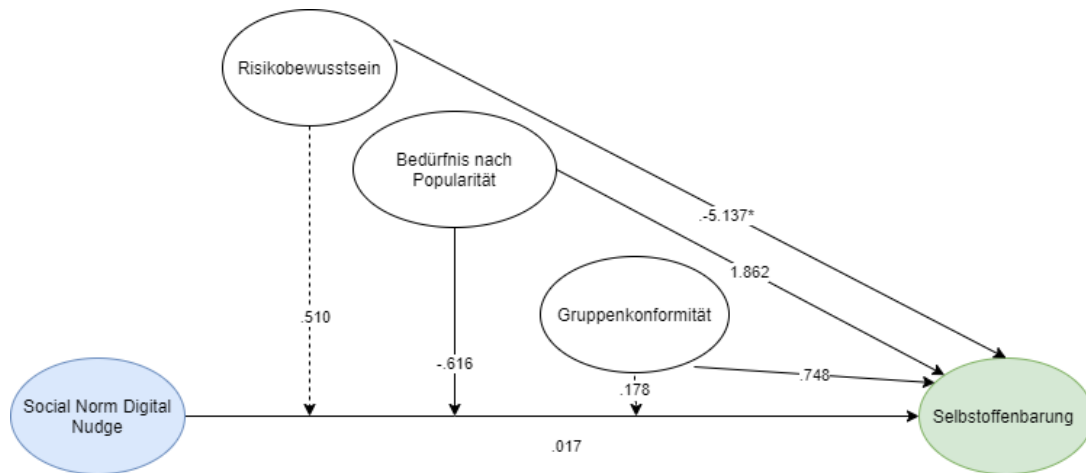 Risikobewusstsein
Bedürfnis nach
Popularität
.-5.137*
1.862
Gruppenkonformität
.510
-.616
.748
.178
Social Norm Digital
Nudge
Selbstoffenbarung
.017